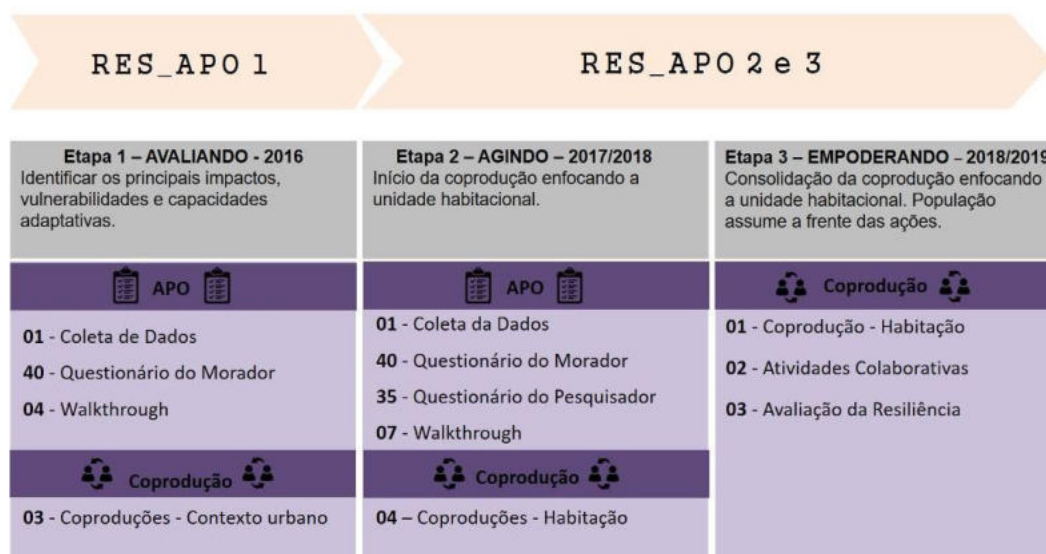 RES_APO 1
RES_APO 2 e 3
Etapa 1 – AVALIANDO - 2016
Identificar os principais impactos,
vulnerabilidades e capacidades
adaptativas.
APO
01 - Coleta de Dados
40 - Questionário do Morador
04 - Walkthrough
Coprodução
03 - Coproduções - Contexto urbano
Etapa 2 – AGINDO – 2017/2018
Início da coprodução enfocando a
unidade habitacional.
APO
01 - Coleta da Dados
40 - Questionário do Morador
35 - Questionário do Pesquisador
07 - Walkthrough
Coprodução
04 – Coproduções - Habitação
Etapa 3 – EMPODERANDO – 2018/2019
Consolidação da coprodução enfocando
a unidade habitacional. População
assume a frente das ações.
Coprodução
01 - Coprodução - Habitação
02 - Atividades Colaborativas
03 - Avaliação da Resiliência